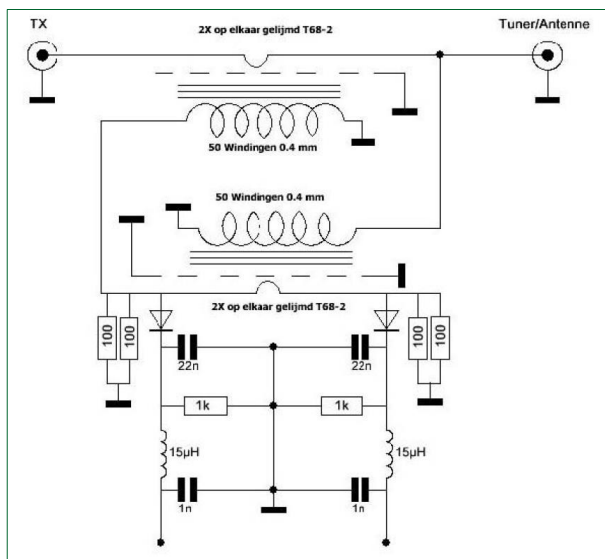 TX
Tuner/Antenne
2X op elkaar gelijmd T68-2
50 Windingen 0.4 mm
50 Windingen 0.4 mm
2X op elkaar gelijmd T68-2
100
100
100
100
22n
22n
1k
1k
15µH
15µH
1n
1n